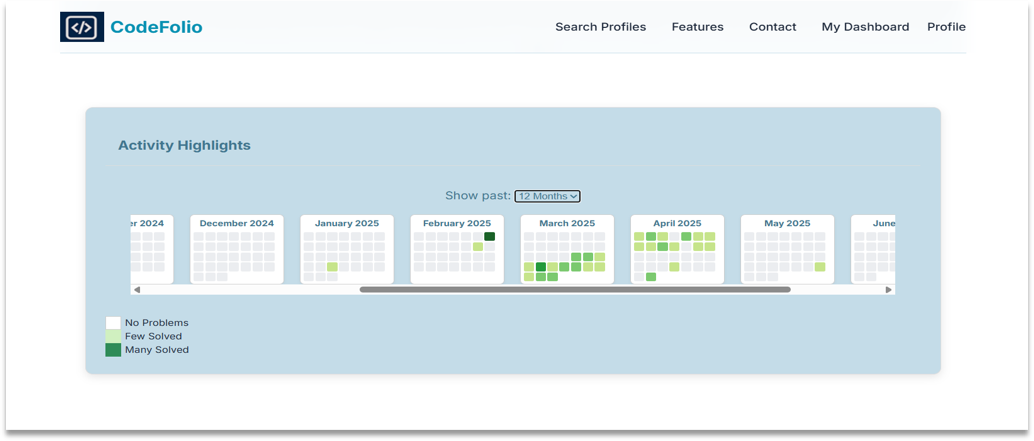 CodeFolio
Search Profiles Features Contact My Dashboard Profile
Activity Highlights
Show past: 12 Months
er 2024 December 2024 January 2025 February 2025 March 2025 April 2025 May 2025 June
No Problems
Few Solved
Many Solved